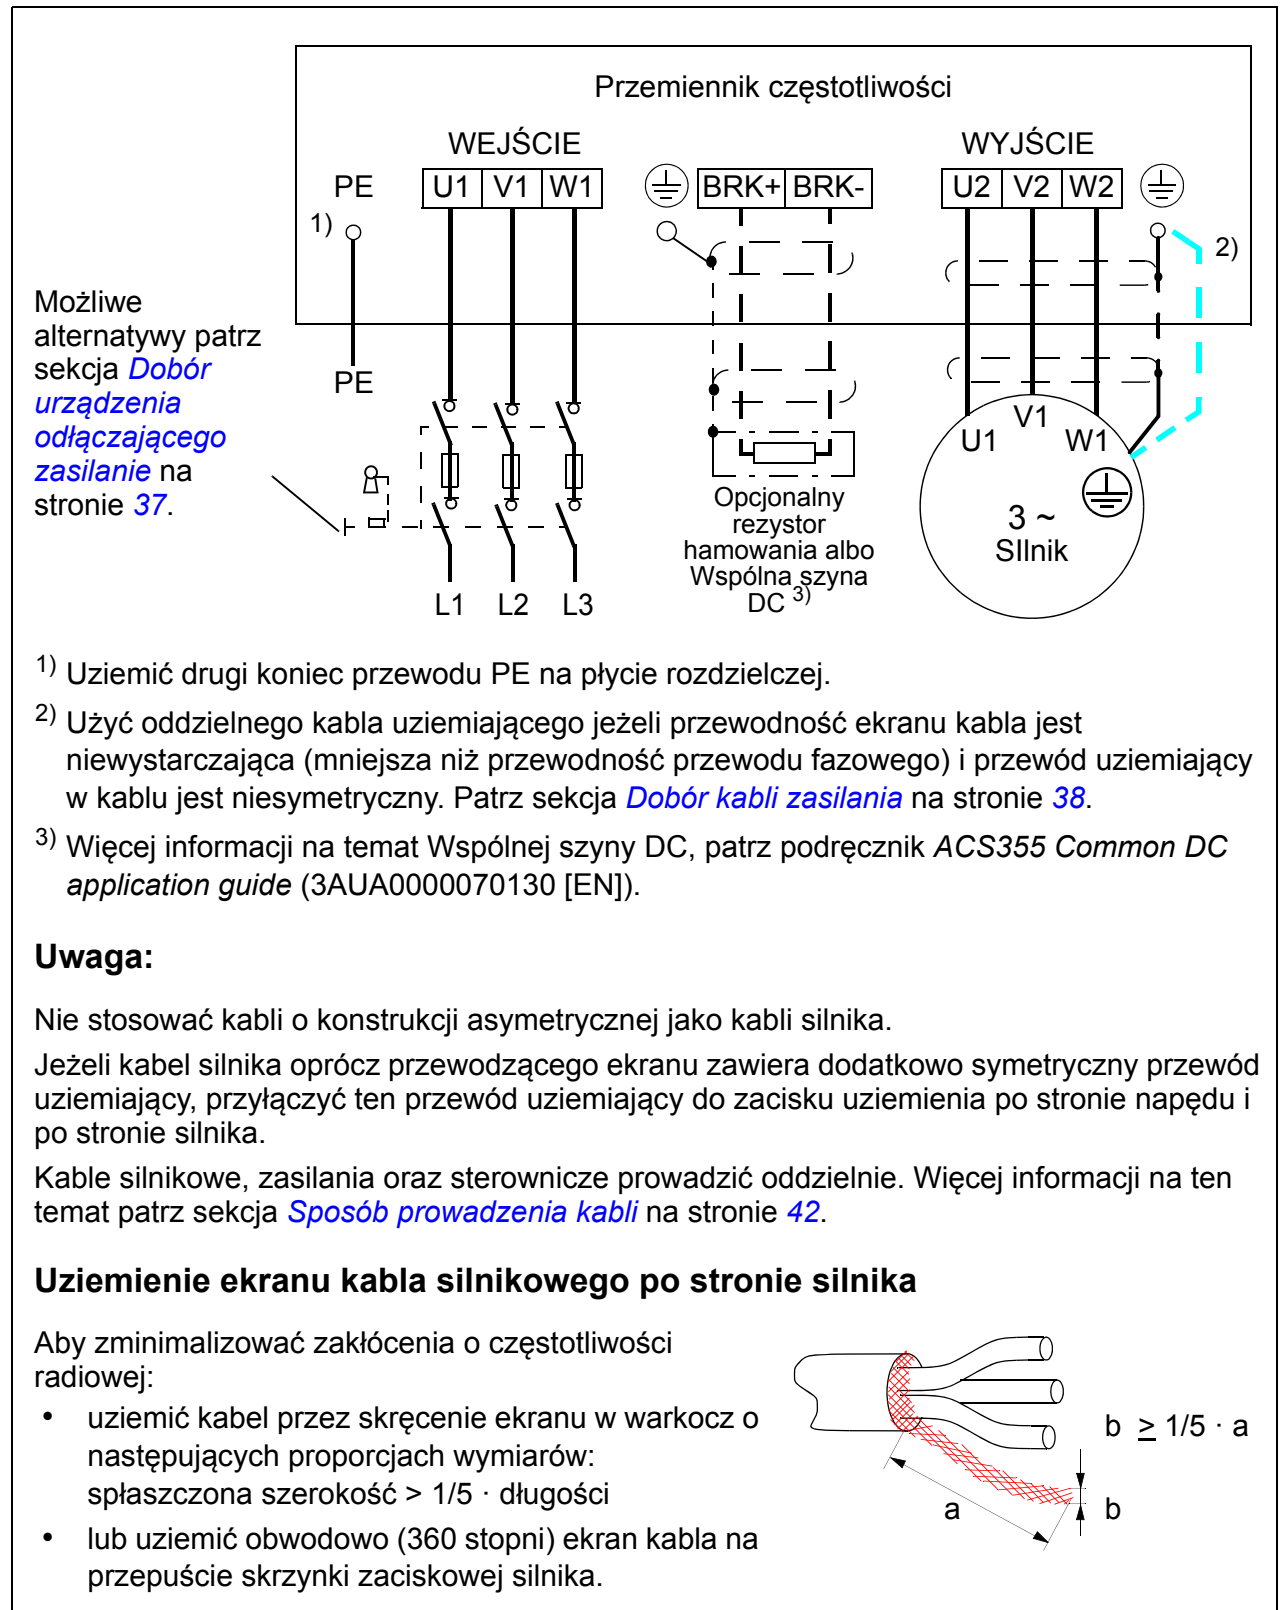 Przemiennik częstotliwości
WEJŚCIE
WYJŚCIE
PE
U1 V1 W1
BRK+ BRK-
U2 V2 W2
1)
2)
Możliwe
alternatywy patrz
sekcja Dobór
urządzenia
odłączającego
zasilanie na
stronie 37.
PE
U1
V1
W1
3 ~
SIlnik
Opcjonalny
rezystor
hamowania albo
Wspólna szyna
DC 3)
L1 L2 L3
1) Uziemić drugi koniec przewodu PE na płycie rozdzielczej.
2) Użyć oddzielnego kabla uziemiającego jeżeli przewodność ekranu kabla jest
niewystarczająca (mniejsza niż przewodność przewodu fazowego) i przewód uziemiający
w kablu jest niesymetryczny. Patrz sekcja Dobór kabli zasilania na stronie 38.
3) Więcej informacji na temat Wspólnej szyny DC, patrz podręcznik ACS355 Common DC
application guide (3AUA0000070130 [EN]).
Uwaga:
Nie stosować kabli o konstrukcji asymetrycznej jako kabli silnika.
Jeżeli kabel silnika oprócz przewodzącego ekranu zawiera dodatkowo symetryczny przewód
uziemiający, przyłączyć ten przewód uziemiający do zacisku uziemienia po stronie napędu i
po stronie silnika.
Kable silnikowe, zasilania oraz sterownicze prowadzić oddzielnie. Więcej informacji na ten
temat patrz sekcja Sposób prowadzenia kabli na stronie 42.
Uziemienie ekranu kabla silnikowego po stronie silnika
Aby zminimalizować zakłócenia o częstotliwości
radiowej:
• uziemić kabel przez skręcenie ekranu w warkocz o
następujących proporcjach wymiarów:
spłaszczona szerokość > 1/5 · długości
• lub uziemić obwodowo (360 stopni) ekran kabla na
przepuście skrzynki zaciskowej silnika.
b ≥ 1/5 · a
a
b